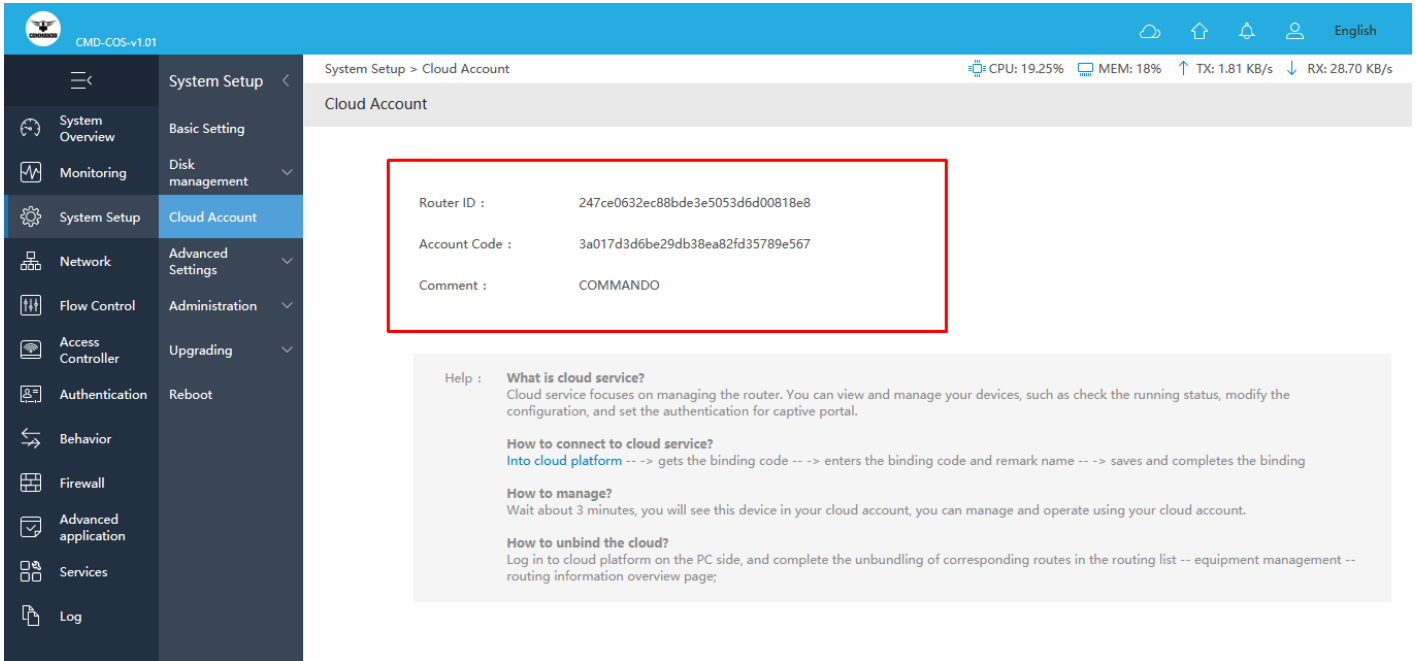 COMMANDO
CMD-COS-v1.01
English
System Setup
System Setup > Cloud Account
CPU: 19.25% MEM: 18% TX: 1.81 KB/s RX: 28.70 KB/s
Cloud Account
System
Overview
Monitoring
System Setup
Network
Flow Control
Access
Controller
Authentication
Behavior
Firewall
Advanced
application
Services
Log
Basic Setting
Disk
management
Cloud Account
Advanced
Settings
Administration
Upgrading
Reboot
Router ID : 247ce0632ec88bde3e5053d6d00818e8
Account Code : 3a017d3d6be29db38ea82fd35789e567
Comment : COMMANDO
Help : What is cloud service?
Cloud service focuses on managing the router. You can view and manage your devices, such as check the running status, modify the
configuration, and set the authentication for captive portal.
How to connect to cloud service?
Into cloud platform -- -> gets the binding code -- -> enters the binding code and remark name -- -> saves and completes the binding
How to manage?
Wait about 3 minutes, you will see this device in your cloud account, you can manage and operate using your cloud account.
How to unbind the cloud?
Log in to cloud platform on the PC side, and complete the unbundling of corresponding routes in the routing list -- equipment management --
routing information overview page;